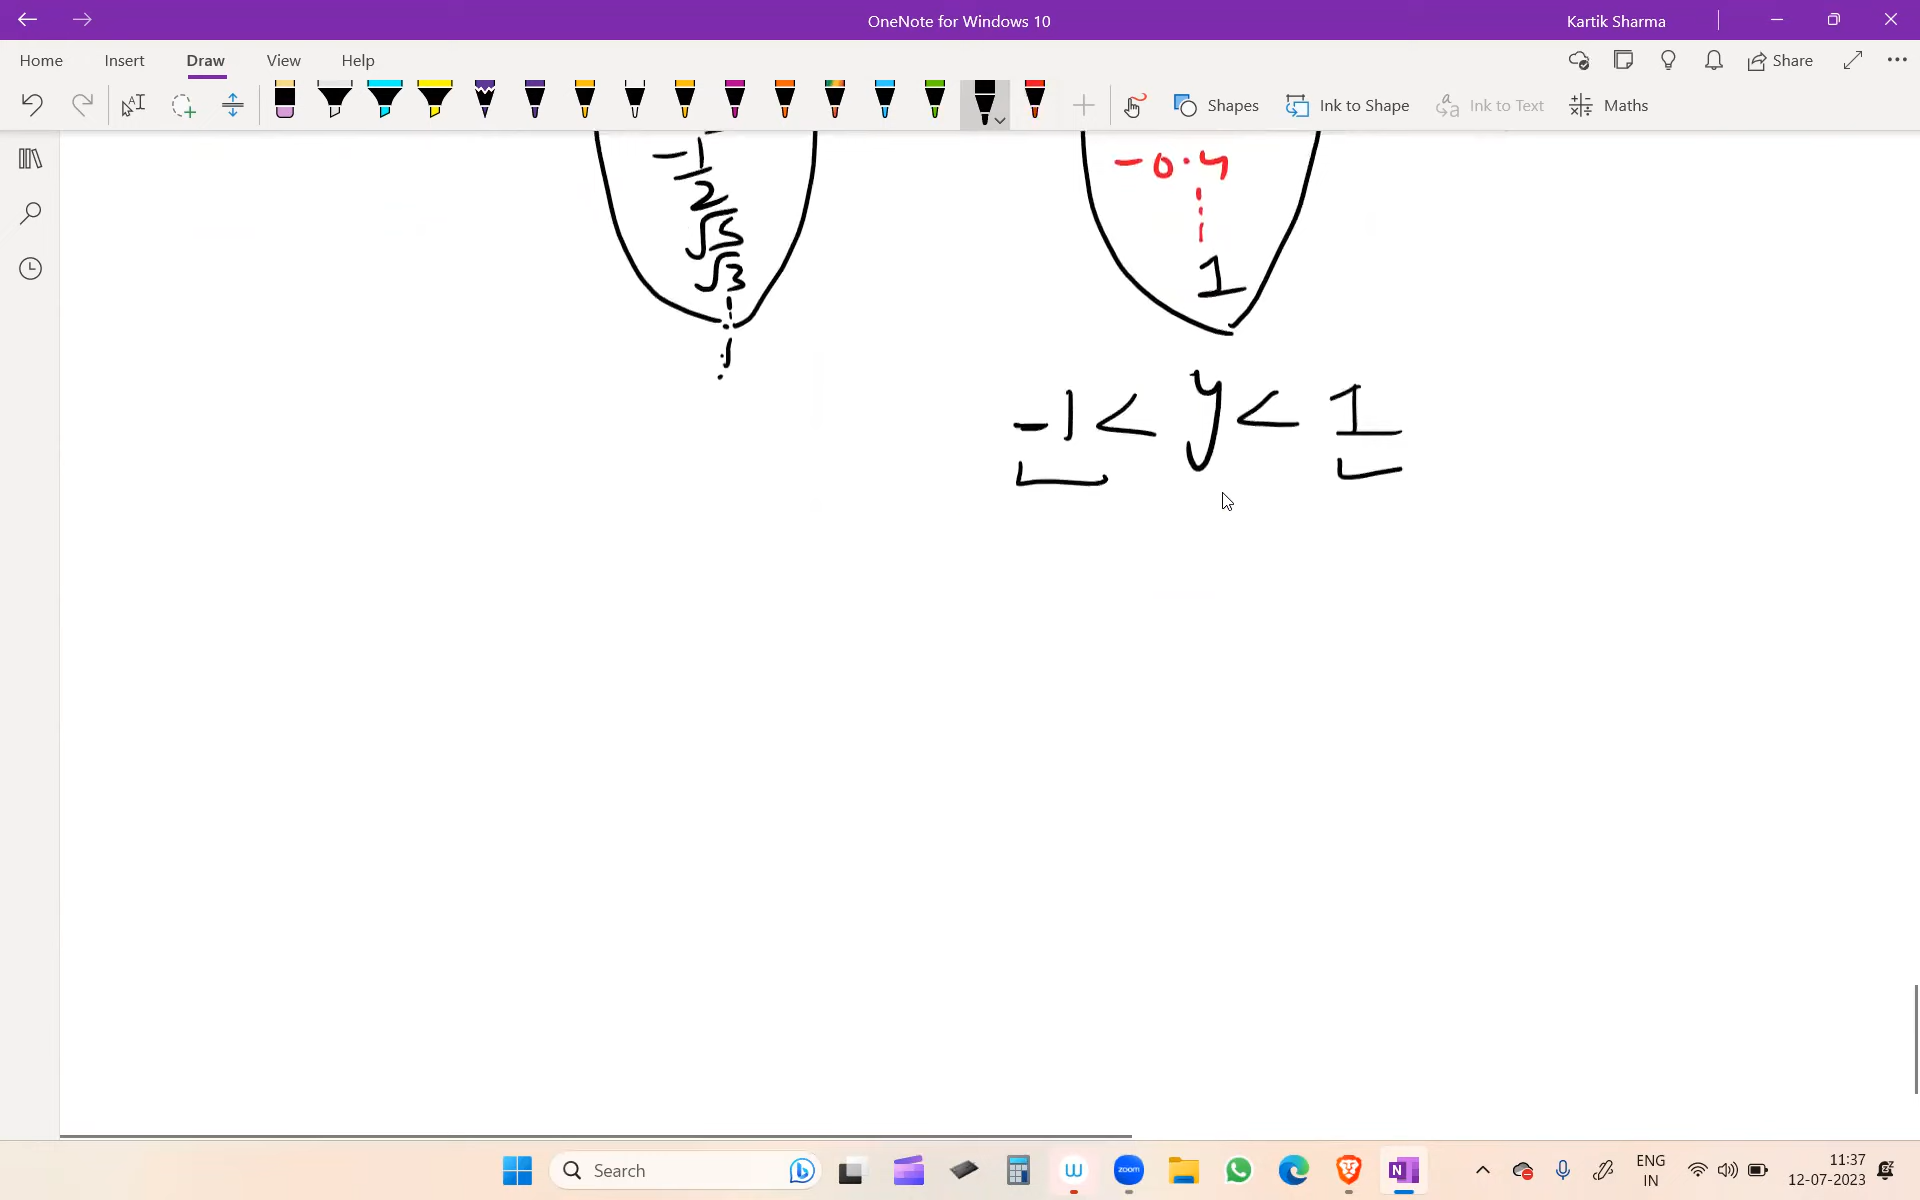 OneNote for Windows 10
Kartik Sharma
Home Insert Draw View Help
Share
Shapes
Ink to Shape
Ink to Text
Maths
-1/2
√5
√3
-0.4
1
-1 < y < 1
Search
zoom
ENG
IN
11:37
12-07-2023